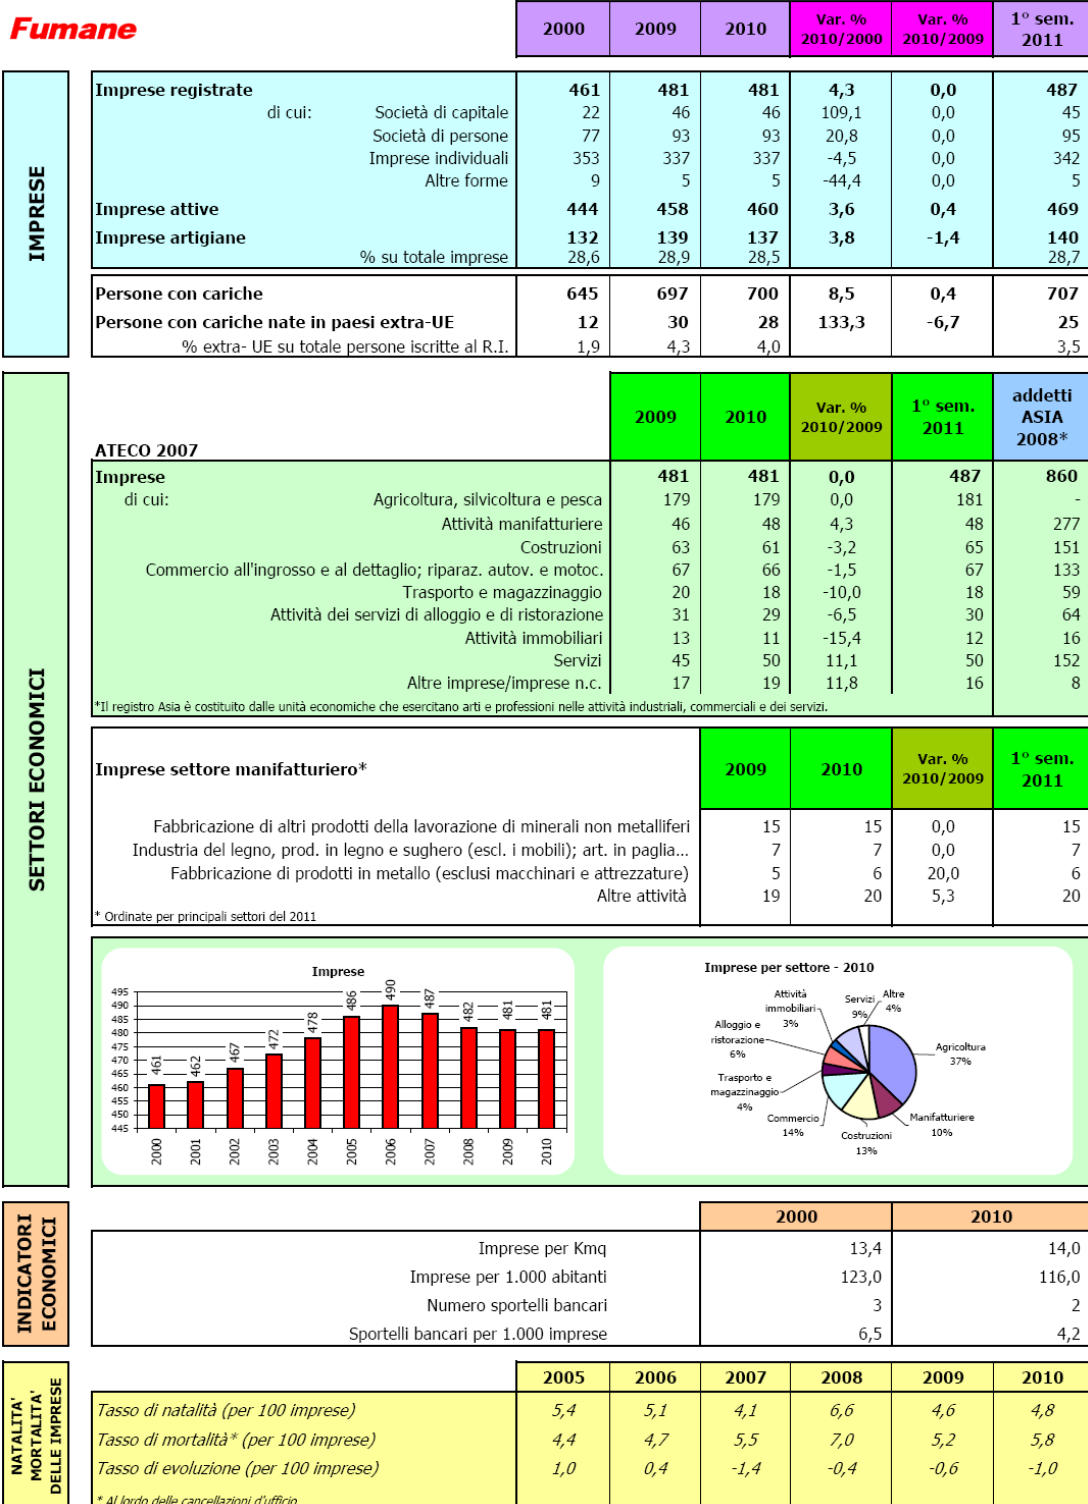 Fumane 2000 2009 2010 Var. % 2010/2000 Var. % 2010/2009 1° sem. 2011
IMPRESE
Imprese registrate 461 481 481 4,3 0,0 487
di cui: Società di capitale 22 46 46 109,1 0,0 45
Società di persone 77 93 93 20,8 0,0 95
Imprese individuali 353 337 337 -4,5 0,0 342
Altre forme 9 5 5 -44,4 0,0 5
Imprese attive 444 458 460 3,6 0,4 469
Imprese artigiane 132 139 137 3,8 -1,4 140
% su totale imprese 28,6 28,9 28,5 28,7
Persone con cariche 645 697 700 8,5 0,4 707
Persone con cariche nate in paesi extra-UE 12 30 28 133,3 -6,7 25
% extra- UE su totale persone iscritte al R.I. 1,9 4,3 4,0 3,5
SETTORI ECONOMICI
ATECO 2007 2009 2010 Var. % 2010/2009 1° sem. 2011 addetti ASIA 2008*
Imprese 481 481 0,0 487 860
di cui: Agricoltura, silvicoltura e pesca 179 179 0,0 181 -
Attività manifatturiere 46 48 4,3 48 277
Costruzioni 63 61 -3,2 65 151
Commercio all'ingrosso e al dettaglio; riparaz. autov. e motoc. 67 66 -1,5 67 133
Trasporto e magazzinaggio 20 18 -10,0 18 59
Attività dei servizi di alloggio e di ristorazione 31 29 -6,5 30 64
Attività immobiliari 13 11 -15,4 12 16
Servizi 45 50 11,1 50 152
Altre imprese/imprese n.c. 17 19 11,8 16 8
*Il registro Asia è costituito dalle unità economiche che esercitano arti e professioni nelle attività industriali, commerciali e dei servizi.
Imprese settore manifatturiero* 2009 2010 Var. % 2010/2009 1° sem. 2011
Fabbricazione di altri prodotti della lavorazione di minerali non metalliferi 15 15 0,0 15
Industria del legno, prod. in legno e sughero (escl. i mobili); art. in paglia... 7 7 0,0 7
Fabbricazione di prodotti in metallo (esclusi macchinari e attrezzature) 5 6 20,0 6
Altre attività 19 20 5,3 20
* Ordinate per principali settori del 2011
Imprese
495
490
485
480
475
470
465
460
455
450
445
461 462 467 472 478 486 490 487 482 481 481
2000 2001 2002 2003 2004 2005 2006 2007 2008 2009 2010
Imprese per settore - 2010
Agricoltura
37%
Manifatturiere
10%
Costruzioni
13%
Commercio
14%
Trasporto e
magazzinaggio
4%
Alloggio e
ristorazione
6%
Attività
immobiliari
3%
Servizi
9%
Altre
4%
INDICATORI
ECONOMICI
2000 2010
Imprese per Kmq 13,4 14,0
Imprese per 1.000 abitanti 123,0 116,0
Numero sportelli bancari 3 2
Sportelli bancari per 1.000 imprese 6,5 4,2
NATALITA'
MORTALITA'
DELLE IMPRESE
2005 2006 2007 2008 2009 2010
Tasso di natalità (per 100 imprese) 5,4 5,1 4,1 6,6 4,6 4,8
Tasso di mortalità* (per 100 imprese) 4,4 4,7 5,5 7,0 5,2 5,8
Tasso di evoluzione (per 100 imprese) 1,0 0,4 -1,4 -0,4 -0,6 -1,0
* Al lordo delle cancellazioni d'ufficio